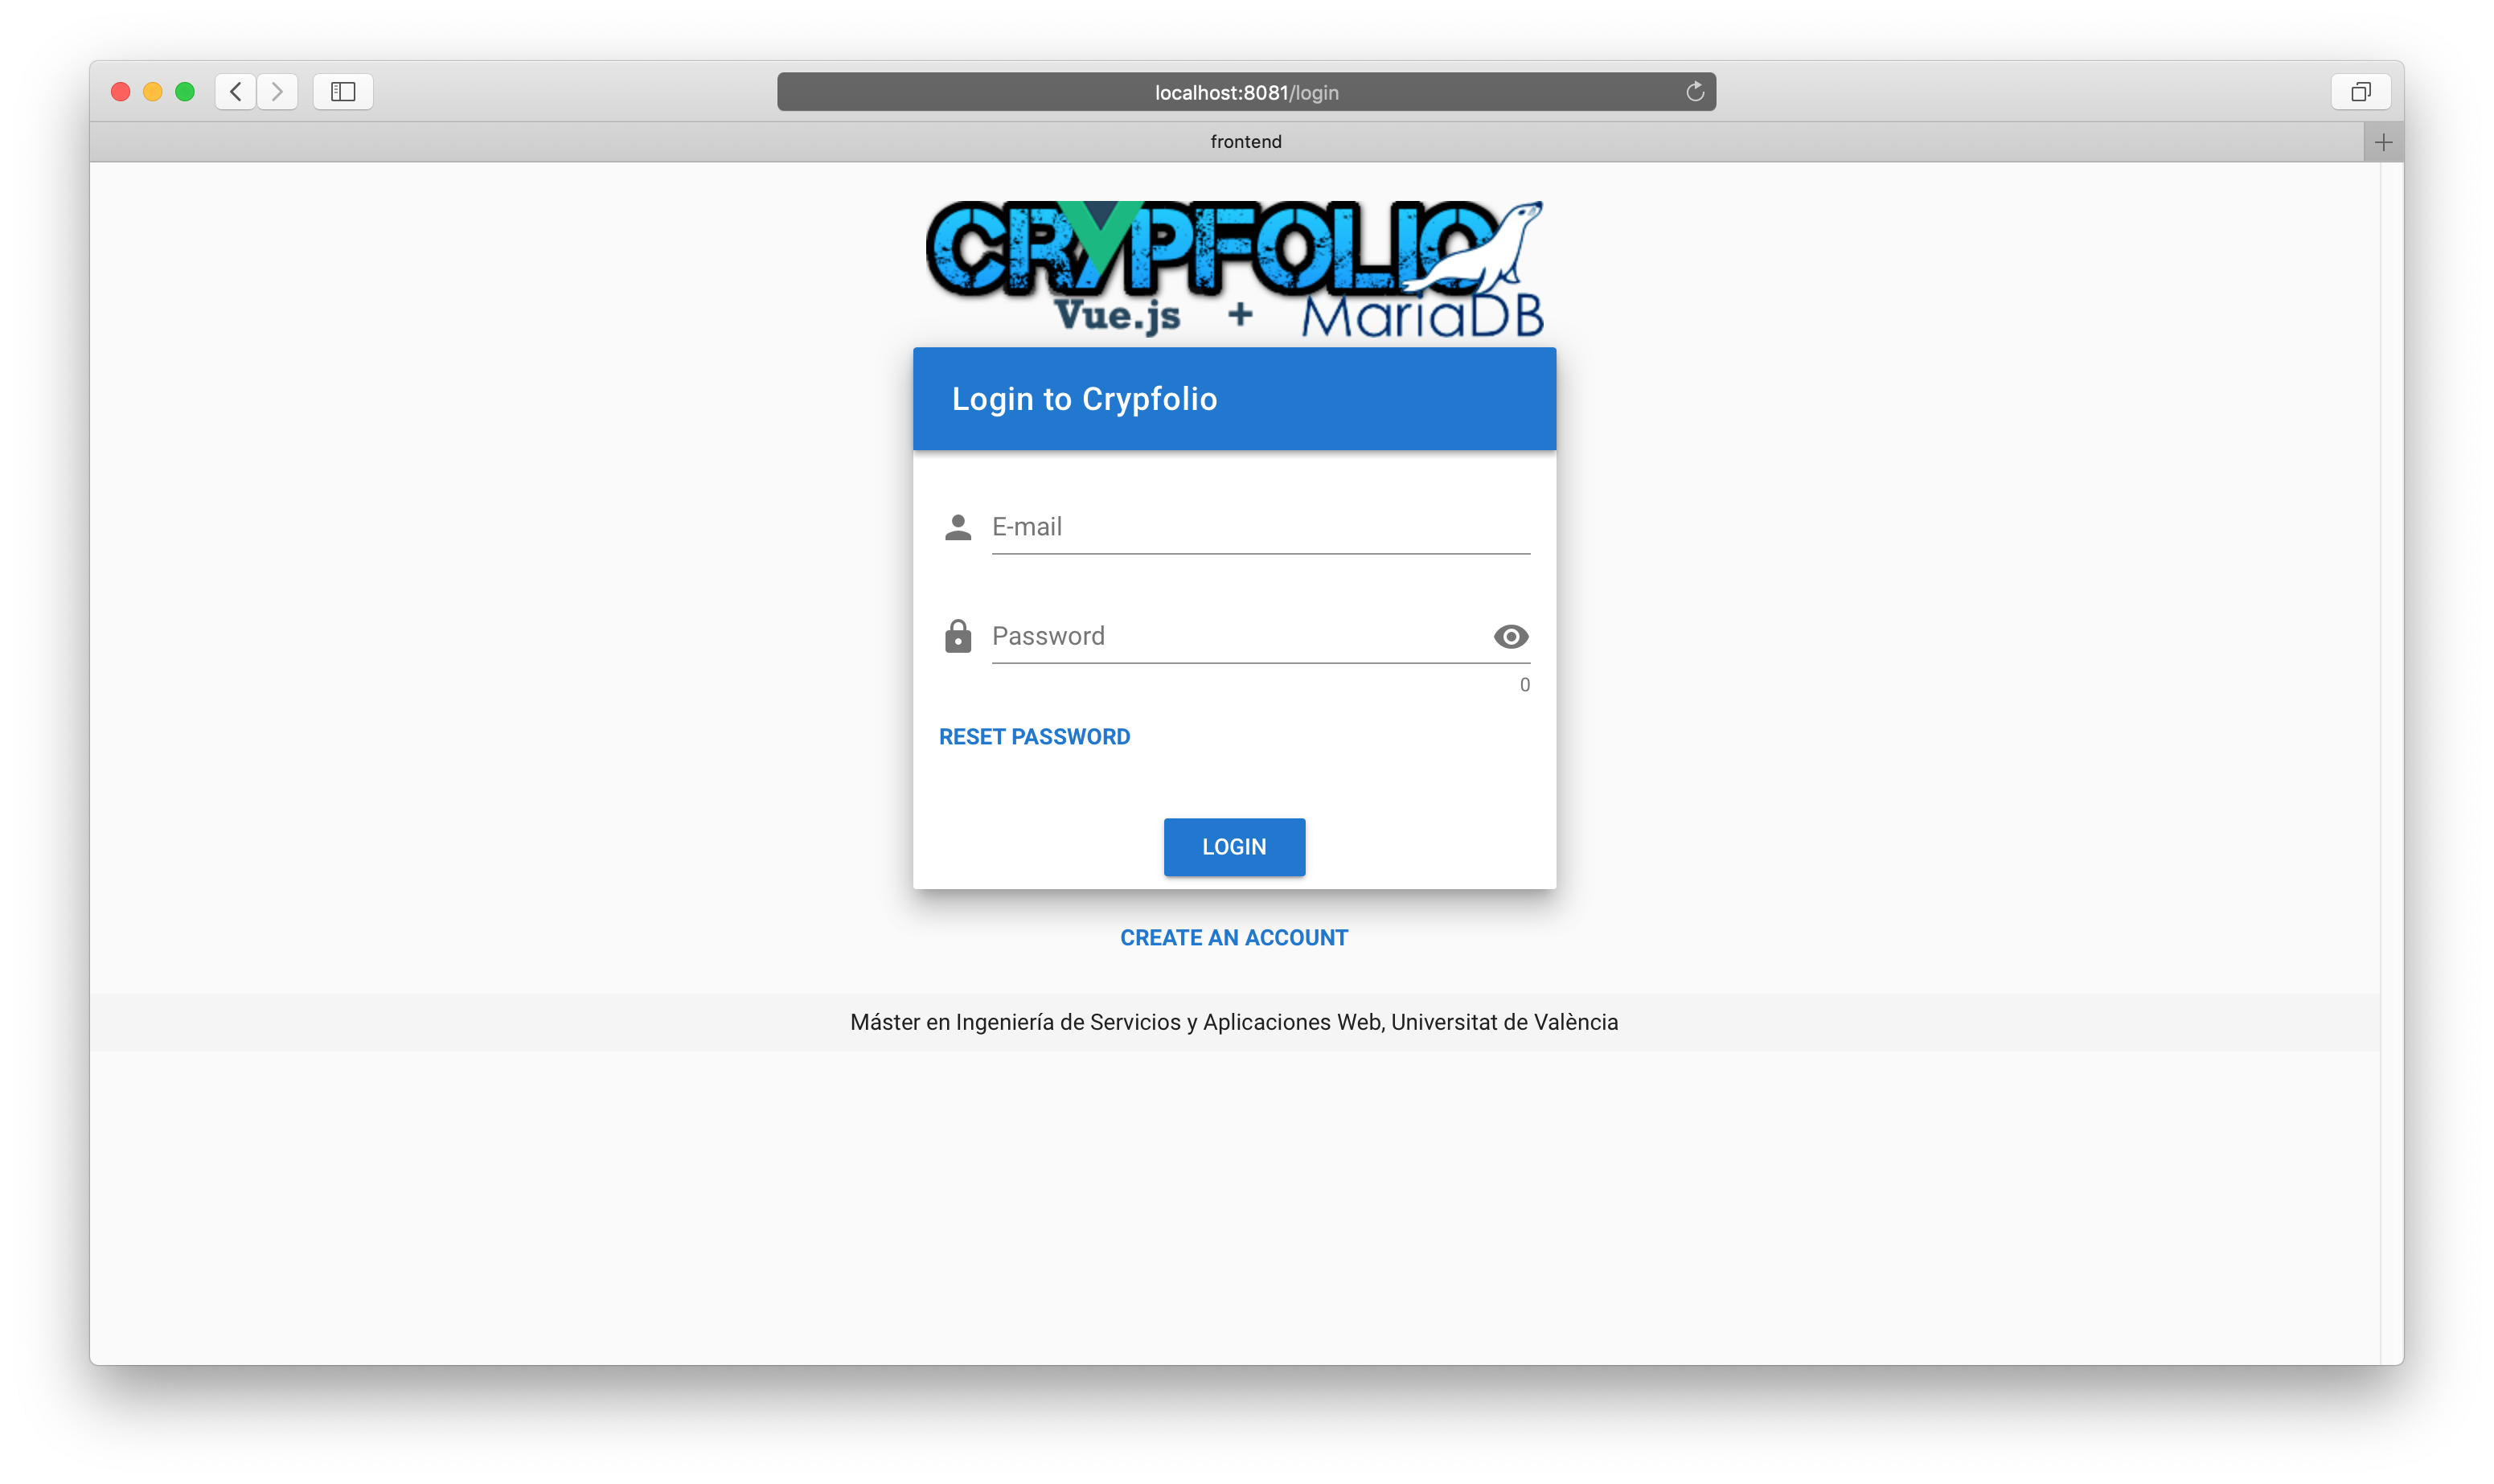 localhost:8081/login
frontend
CRYPFOLIO
Vue.js + MariaDB
Login to Crypfolio
E-mail
Password
0
RESET PASSWORD
LOGIN
CREATE AN ACCOUNT
Máster en Ingeniería de Servicios y Aplicaciones Web, Universitat de València